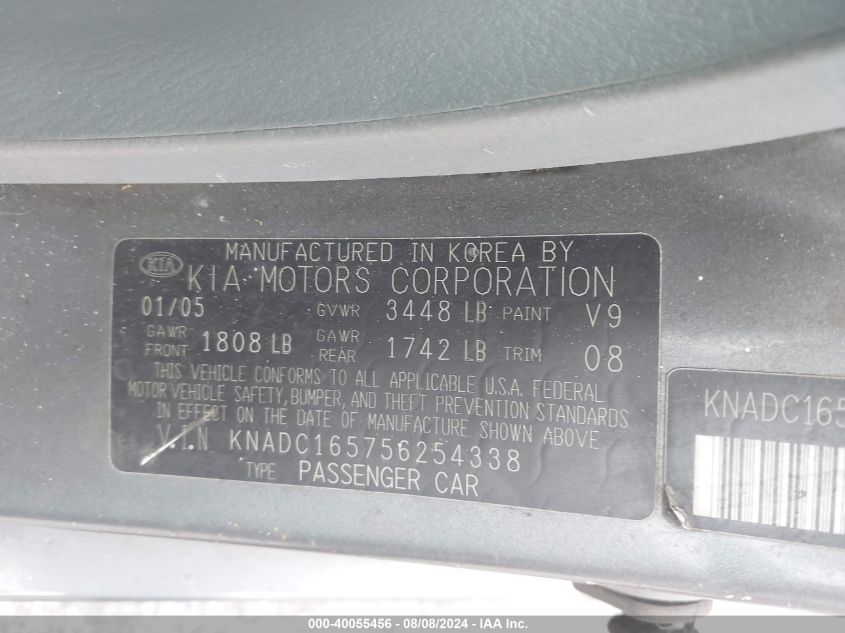 MANUFACTURED IN KOREA BY
KIA
KIA MOTORS CORPORATION
01/05 GVWR 3448 LB PAINT V9
GAWR FRONT 1808 LB GAWR REAR 1742 LB TRIM 08
THIS VEHICLE CONFORMS TO ALL APPLICABLE U.S.A. FEDERAL
MOTOR VEHICLE SAFETY, BUMPER, AND THEFT PREVENTION STANDARDS
IN EFFECT ON THE DATE OF MANUFACTURE SHOWN ABOVE
V.I.N KNADC165756254338
TYPE PASSENGER CAR
KNADC165
000-40055456 - 08/08/2024 - IAA Inc.